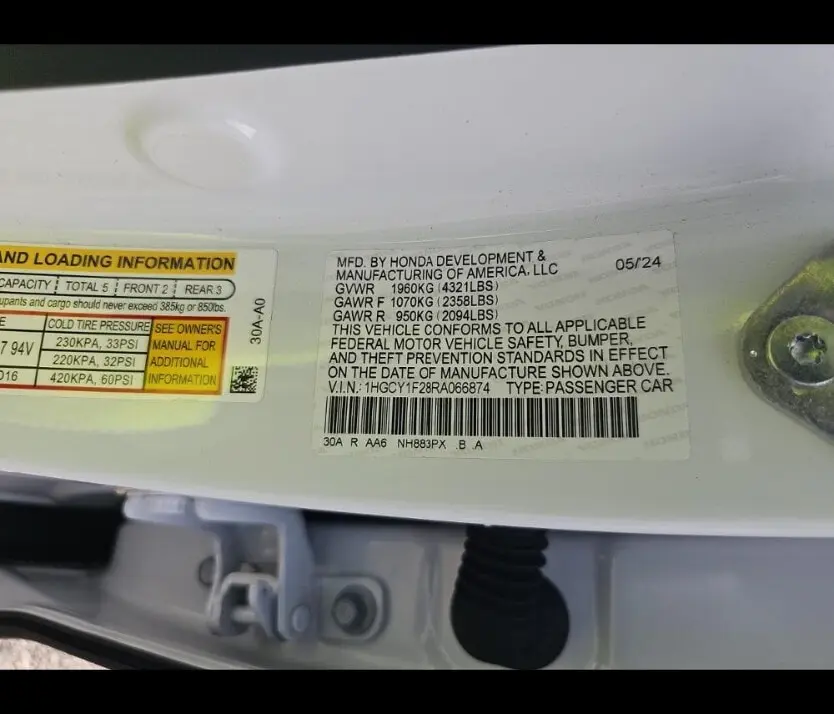 AND LOADING INFORMATION
CAPACITY TOTAL 5 FRONT 2 REAR 3
upants and cargo should never exceed 385kg or 850lbs.
E COLD TIRE PRESSURE SEE OWNER'S
MANUAL FOR
ADDITIONAL
INFORMATION
7 94V 230KPA, 33PSI
220KPA, 32PSI
D16 420KPA, 60PSI
30A-A0
MFD. BY HONDA DEVELOPMENT &
MANUFACTURING OF AMERICA, LLC 05/24
GVWR 1960KG (4321LBS)
GAWR F 1070KG (2358LBS)
GAWR R 950KG (2094LBS)
THIS VEHICLE CONFORMS TO ALL APPLICABLE
FEDERAL MOTOR VEHICLE SAFETY, BUMPER,
AND THEFT PREVENTION STANDARDS IN EFFECT
ON THE DATE OF MANUFACTURE SHOWN ABOVE.
V.I.N.: 1HGCY1F28RA066874 TYPE: PASSENGER CAR
30A R AA6 NH883PX .B .A